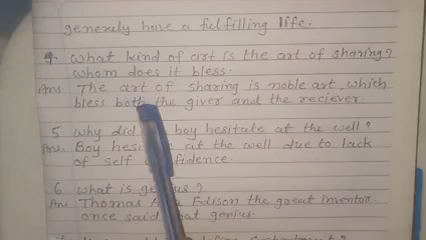 generaly have a fulfilling life.
4. what kind of art is the art of sharing?
whom does it bless.
Ans The art of sharing is noble art, which
bless both the giver and the reciever
5 why did boy hesitate at the well?
Ans. Boy at the well due to lack
of self
6 what is ?
Ans Thomas Edison the great inventor
once said genius.